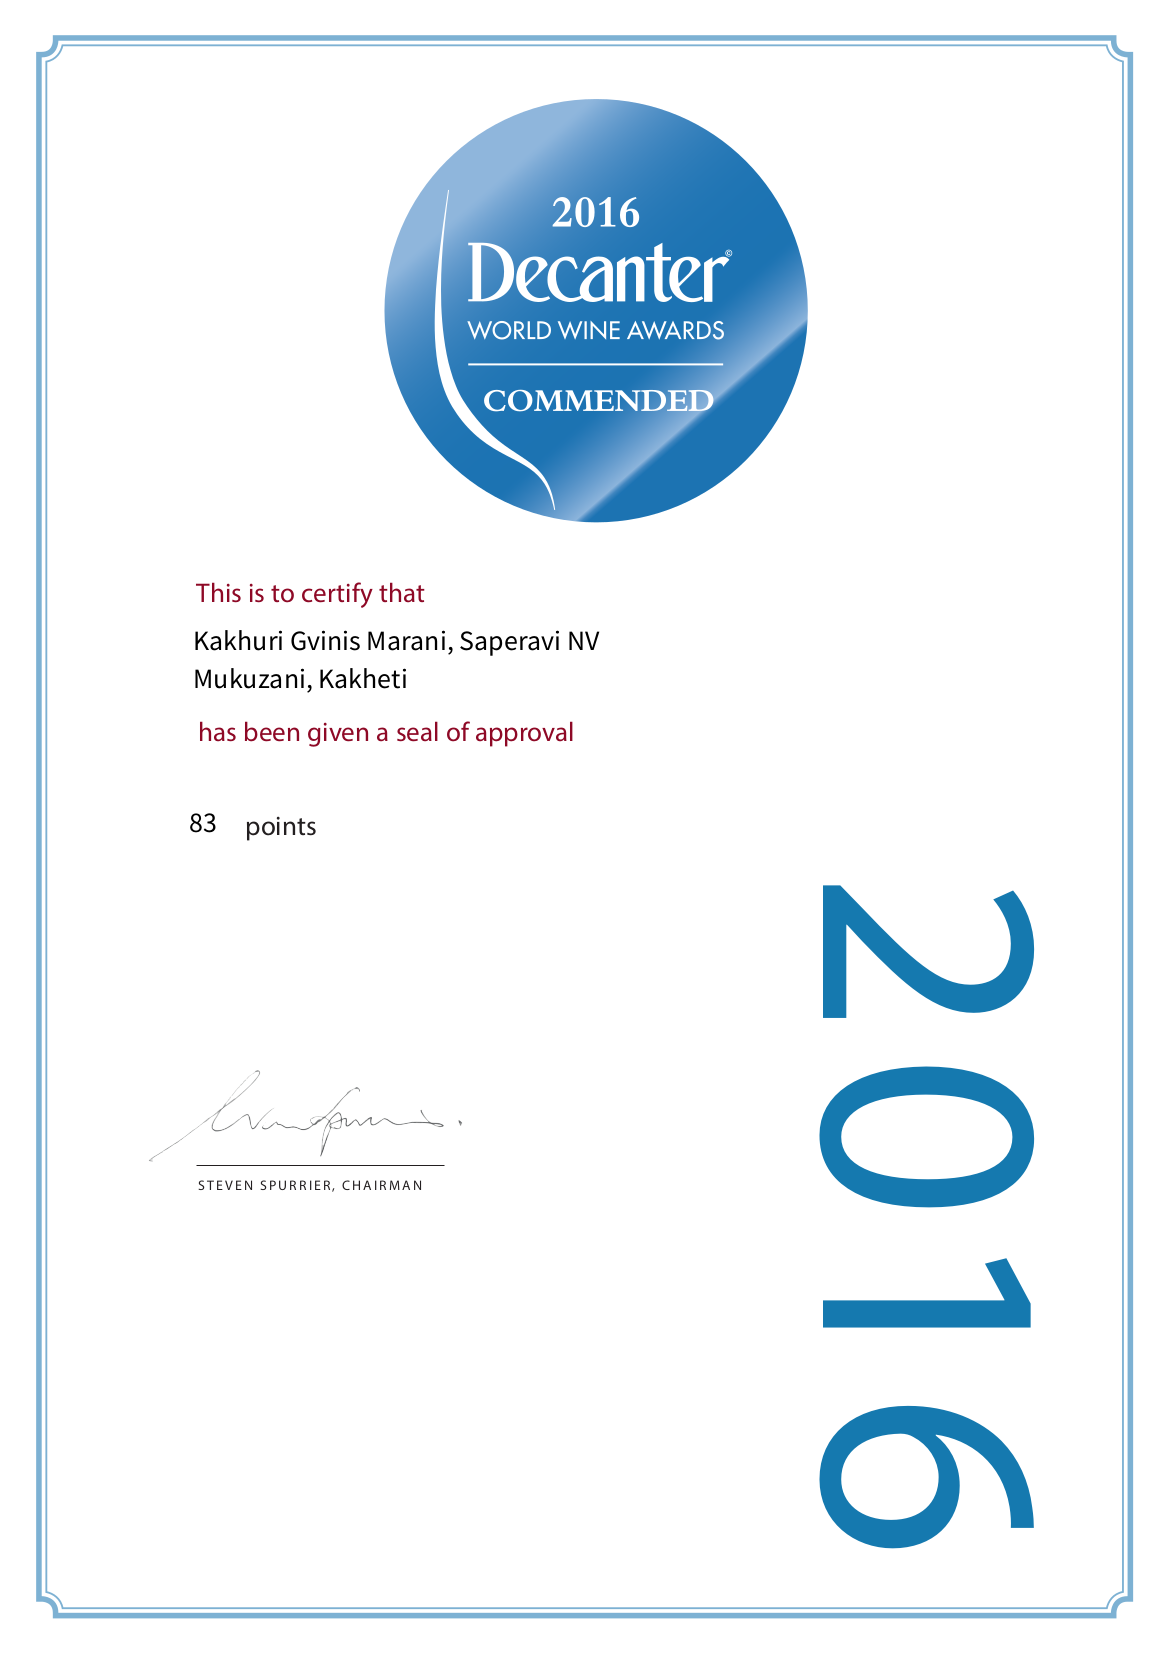 2016
Decanter©
WORLD WINE AWARDS
COMMENDED
This is to certify that
Kakhuri Gvinis Marani, Saperavi NV
Mukuzani, Kakheti
has been given a seal of approval
83 points
STEVEN SPURRIER, CHAIRMAN
2016